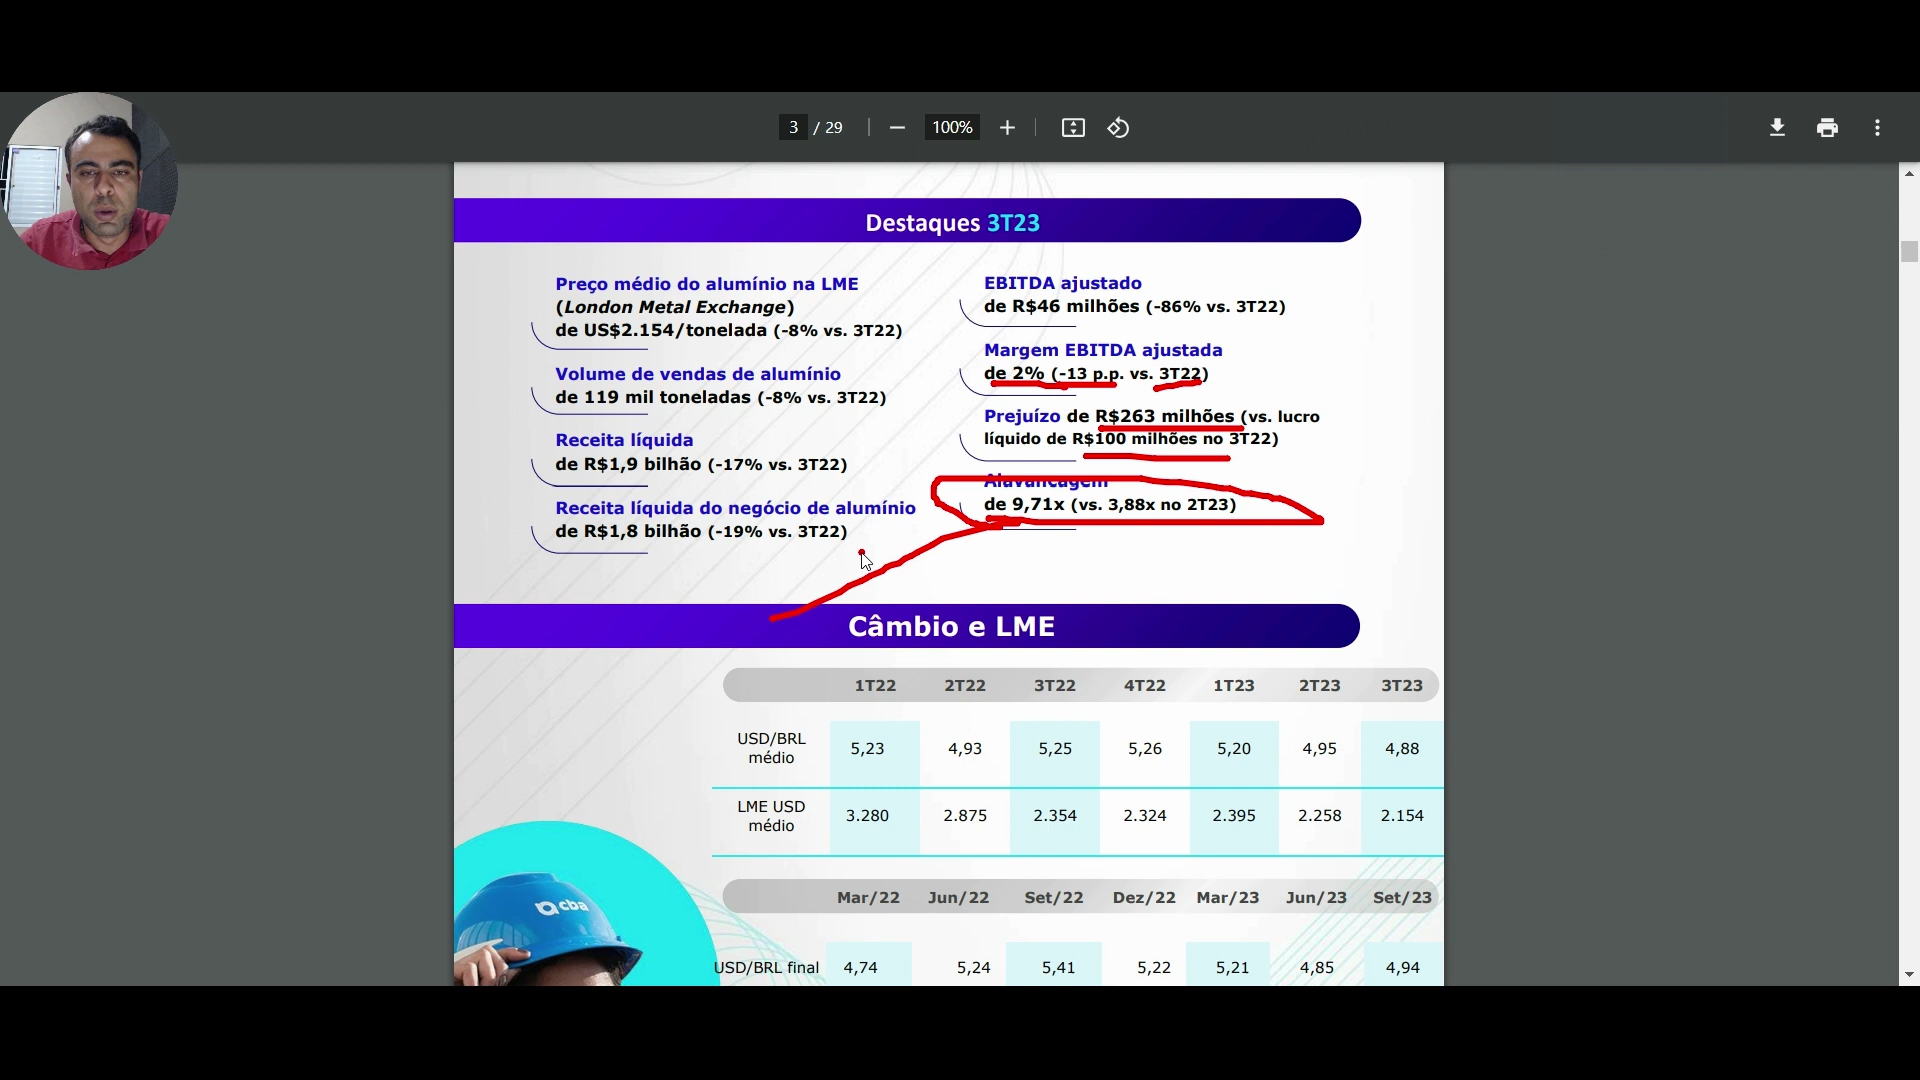 3 / 29
100%
Destaques 3T23
Preço médio do alumínio na LME
(London Metal Exchange)
de US$2.154/tonelada (-8% vs. 3T22)
Volume de vendas de alumínio
de 119 mil toneladas (-8% vs. 3T22)
Receita líquida
de R$1,9 bilhão (-17% vs. 3T22)
Receita líquida do negócio de alumínio
de R$1,8 bilhão (-19% vs. 3T22)
EBITDA ajustado
de R$46 milhões (-86% vs. 3T22)
Margem EBITDA ajustada
de 2% (-13 p.p. vs. 3T22)
Prejuízo de R$263 milhões (vs. lucro
líquido de R$100 milhões no 3T22)
Alavancagem
de 9,71x (vs. 3,88x no 2T23)
Câmbio e LME
1T22 2T22 3T22 4T22 1T23 2T23 3T23
USD/BRL
médio
5,23 4,93 5,25 5,26 5,20 4,95 4,88
LME USD
médio
3.280 2.875 2.354 2.324 2.395 2.258 2.154
Mar/22 Jun/22 Set/22 Dez/22 Mar/23 Jun/23 Set/23
USD/BRL final 4,74 5,24 5,41 5,22 5,21 4,85 4,94
cba